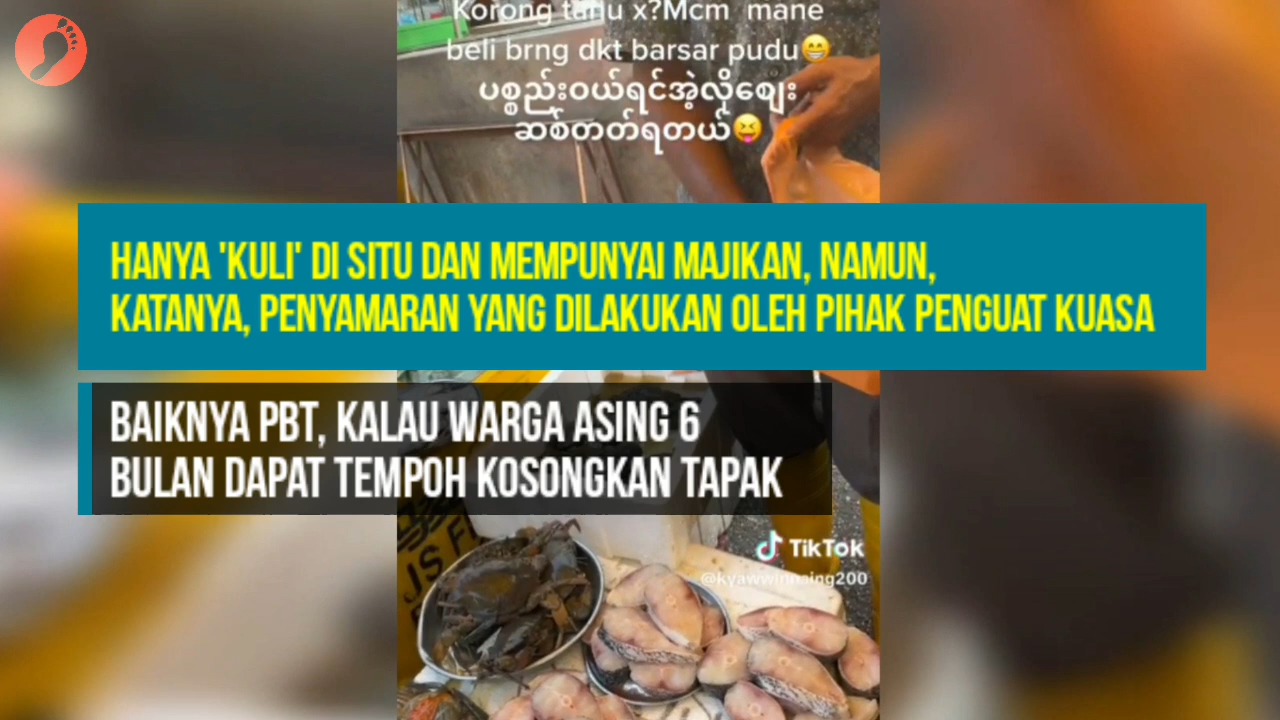 Korong tahu x?Mcm mane
beli brng dkt barsar pudu😁
ပစ္စည်းဝယ်ရင်အဲ့လိုဈေး
ဆစ်တတ်ရတယ်😝
HANYA 'KULI' DI SITU DAN MEMPUNYAI MAJIKAN, NAMUN,
KATANYA, PENYAMARAN YANG DILAKUKAN OLEH PIHAK PENGUAT KUASA
BAIKNYA PBT, KALAU WARGA ASING 6
BULAN DAPAT TEMPOH KOSONGKAN TAPAK
JS F
TikTok
@kyawwinnaing200